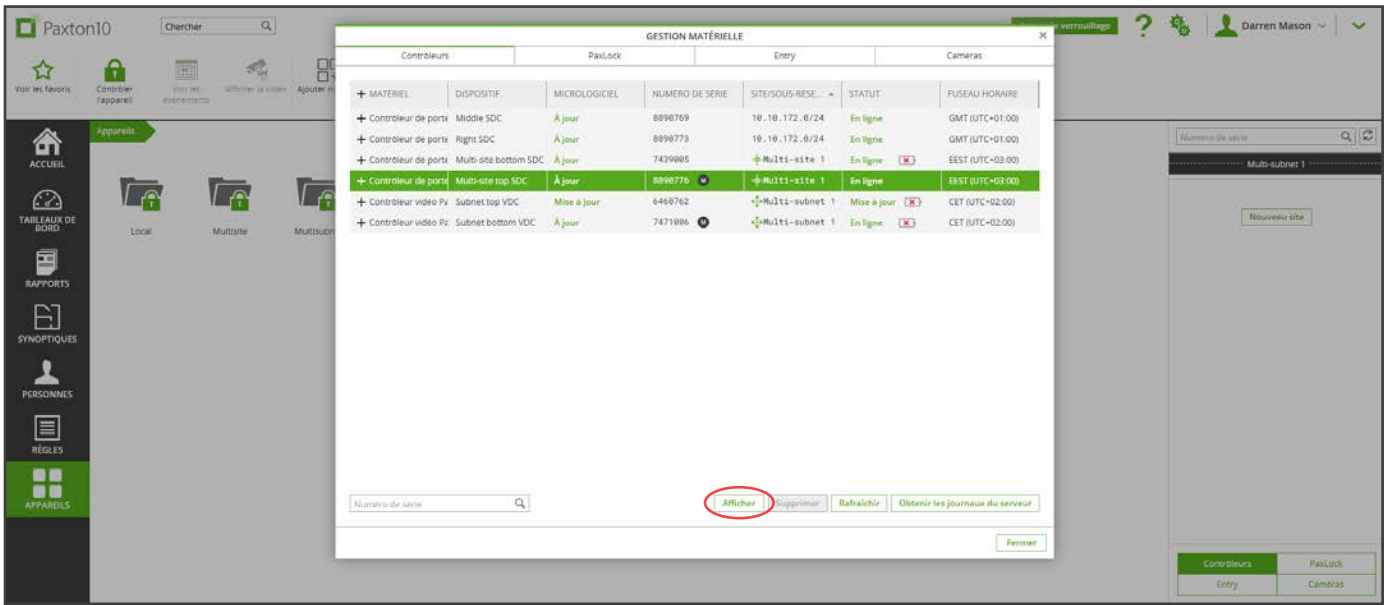 Paxton10
Chercher
verrouillage
Darren Mason
Voir les favoris
Contrôler l'appareil
Voir les événements
Afficher la vidéo
Ajouter
GESTION MATÉRIELLE
Contrôleurs PaxLock Entry Cameras
MATÉRIEL DISPOSITIF MICROLOGICIEL NUMÉRO DE SÉRIE SITE/SOUS-RESE... STATUT FUSEAU HORAIRE
Contrôleur de porte Middle SDC À jour 8890769 10.10.172.0/24 En ligne GMT (UTC+01:00)
Contrôleur de porte Right SDC À jour 8890773 10.10.172.0/24 En ligne GMT (UTC+01:00)
Contrôleur de porte Multi-site bottom SDC À jour 7439005 Multi-site 1 En ligne EEST (UTC+03:00)
Contrôleur de porte Multi-site top SDC À jour 8890776 M Multi-site 1 En ligne EEST (UTC+03:00)
Contrôleur vidéo Pa Subnet top VDC Mise à jour 6460762 Multi-subnet 1 Mise à jour CET (UTC+02:00)
Contrôleur vidéo Pa Subnet bottom VDC À jour 7471086 M Multi-subnet 1 En ligne CET (UTC+02:00)
Numéro de série
Afficher Supprimer Rafraîchir Obtenir les journaux du serveur
Fermer
ACCUEIL
TABLEAUX DE BORD
RAPPORTS
SYNOPTIQUES
PERSONNES
RÈGLES
APPAREILS
Appareils
Local
Multisite
Multisubn
Numéro de série
Multi-subnet 1
Nouveau site
Contrôleurs PaxLock
Entry Caméras